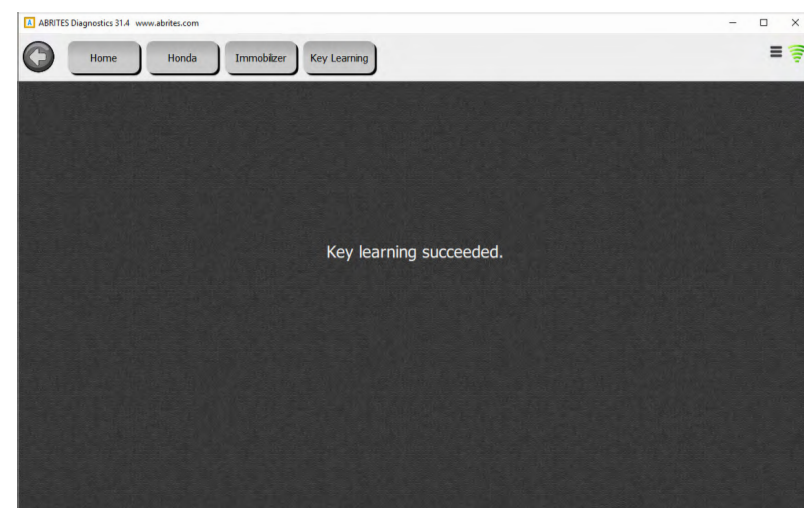 A ABRITES Diagnostics 31.4 www.abrites.com
Home Honda Immobilizer Key Learning
Key learning succeeded.